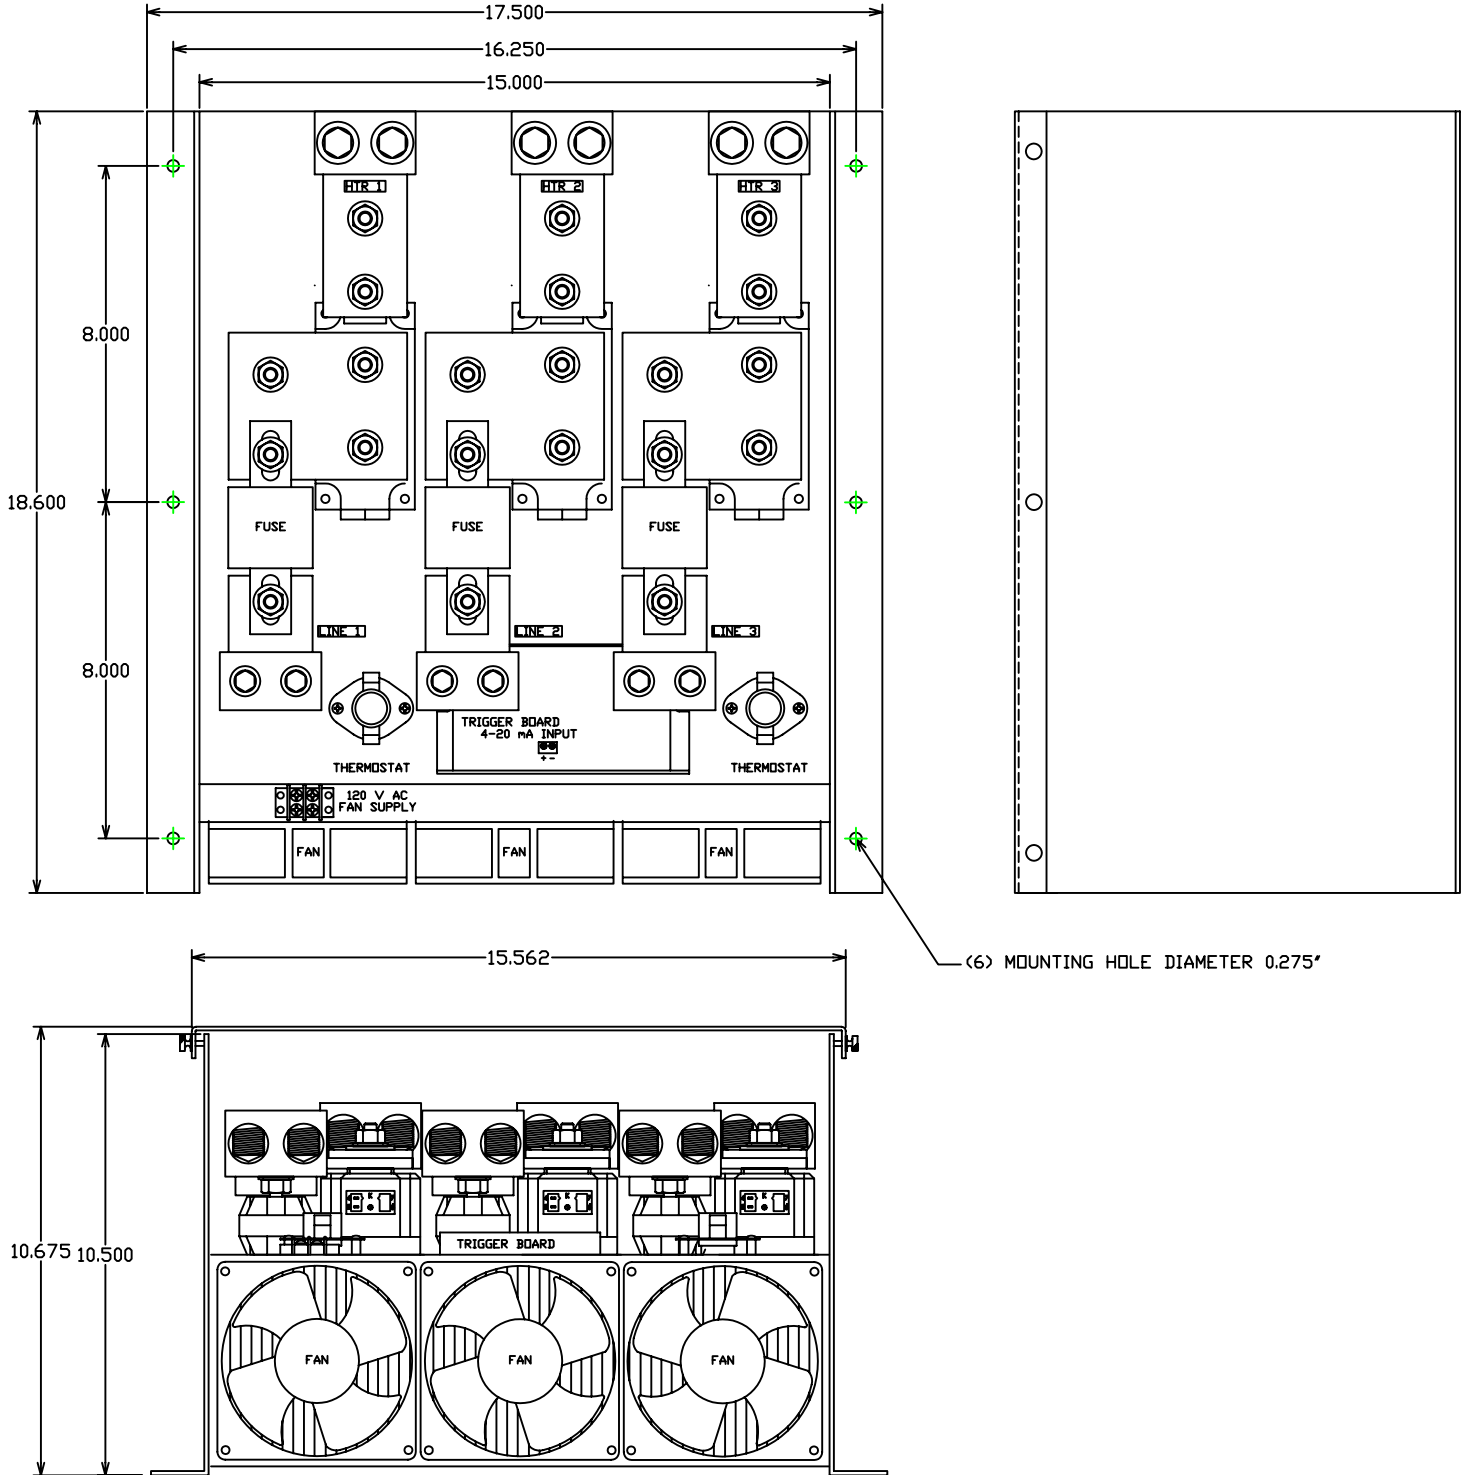 17.500
16.250
15.000
HTR 1
HTR 2
HTR 3
8.000
18.600
FUSE
FUSE
FUSE
LINE 1
LINE 2
LINE 3
8.000
TRIGGER BOARD
4-20 mA INPUT
+ -
THERMOSTAT
THERMOSTAT
120 V AC
FAN SUPPLY
FAN
FAN
FAN
(6) MOUNTING HOLE DIAMETER 0.275"
15.562
K
K
K
TRIGGER BOARD
10.675
10.500
FAN
FAN
FAN